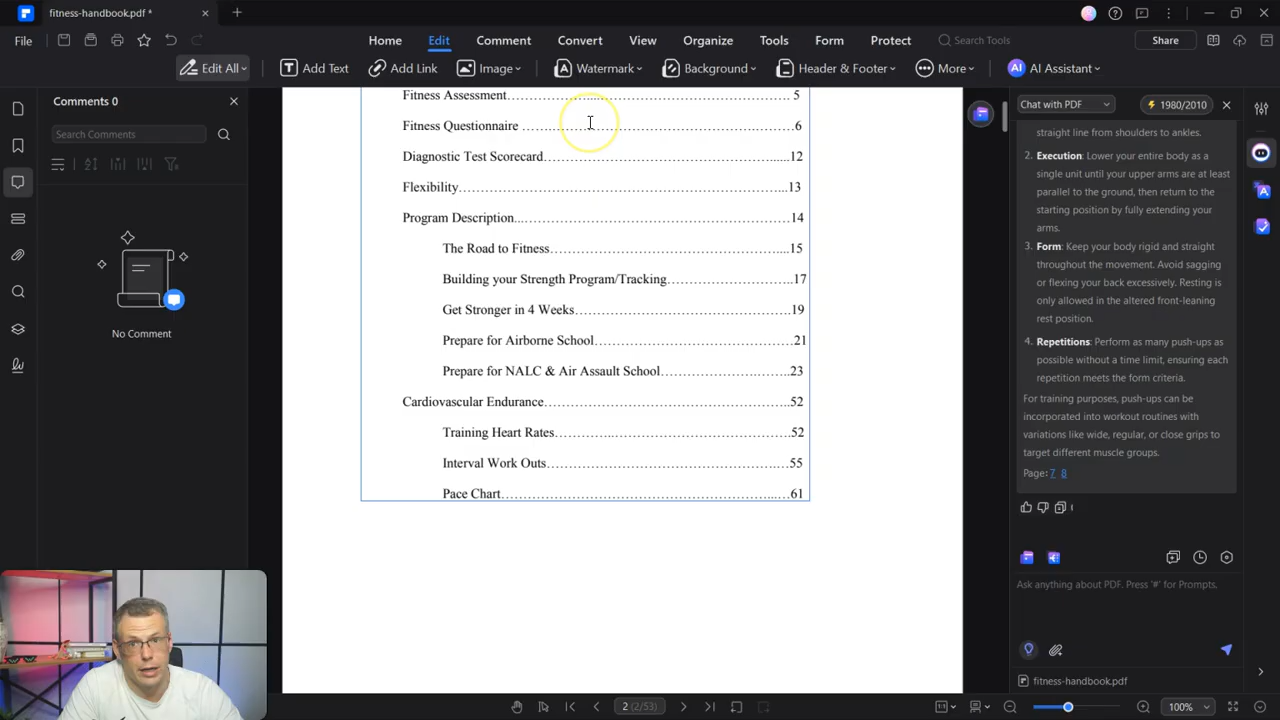 fitness-handbook.pdf *
File
Home
Edit
Comment
Convert
View
Organize
Tools
Form
Protect
Search Tools
Share
Edit All
Add Text
Add Link
Image
Watermark
Background
Header & Footer
More
AI Assistant
Comments 0
Search Comments
No Comment
Fitness Assessment…………………………………………………………… 5
Fitness Questionnaire …………………………………………………………..6
Diagnostic Test Scorecard…………………………………………………......12
Flexibility…………………………………………………………………...13
Program Description...…………………………………………………………..14
The Road to Fitness……………………………………………………....15
Building your Strength Program/Tracking………………………………..17
Get Stronger in 4 Weeks…………………………………………………..19
Prepare for Airborne School……………………………………………….21
Prepare for NALC & Air Assault School………………………………..23
Cardiovascular Endurance………………………………………………………..52
Training Heart Rates…………...…………………………………………..52
Interval Work Outs…………………………………………………….…55
Pace Chart……………………………………………………………...…61
Chat with PDF
1980/2010
straight line from shoulders to ankles.
2. Execution: Lower your entire body as a
single unit until your upper arms are at least
parallel to the ground, then return to the
starting position by fully extending your
arms.
3. Form: Keep your body rigid and straight
throughout the movement. Avoid sagging
or flexing your back excessively. Resting is
only allowed in the altered front-leaning
rest position.
4. Repetitions: Perform as many push-ups as
possible without a time limit, ensuring each
repetition meets the form criteria.
For training purposes, push-ups can be
incorporated into workout routines with
variations like wide, regular, or close grips to
target different muscle groups.
Page: 7 8
Ask anything about PDF. Press '#' for Prompts.
fitness-handbook.pdf
2 (2/53)
100%